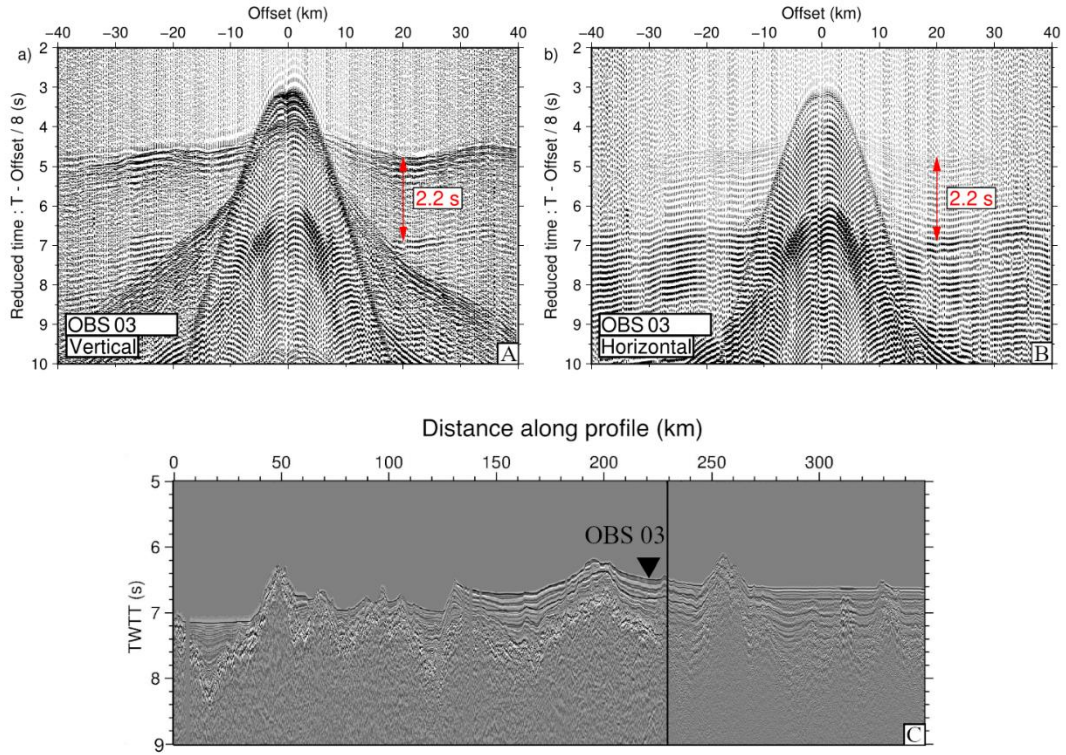 Offset (km)
−40 −30 −20 −10 0 10 20 30 40
a)
2
3
4
5
6
7
8
9
10
Reduced time : T - Offset / 8 (s)
2.2 s
OBS 03
Vertical
A
Offset (km)
−40 −30 −20 −10 0 10 20 30 40
b)
2
3
4
5
6
7
8
9
10
Reduced time : T - Offset / 8 (s)
2.2 s
OBS 03
Horizontal
B
Distance along profile (km)
0 50 100 150 200 250 300
5
6
7
8
9
TWTT (s)
OBS 03
C